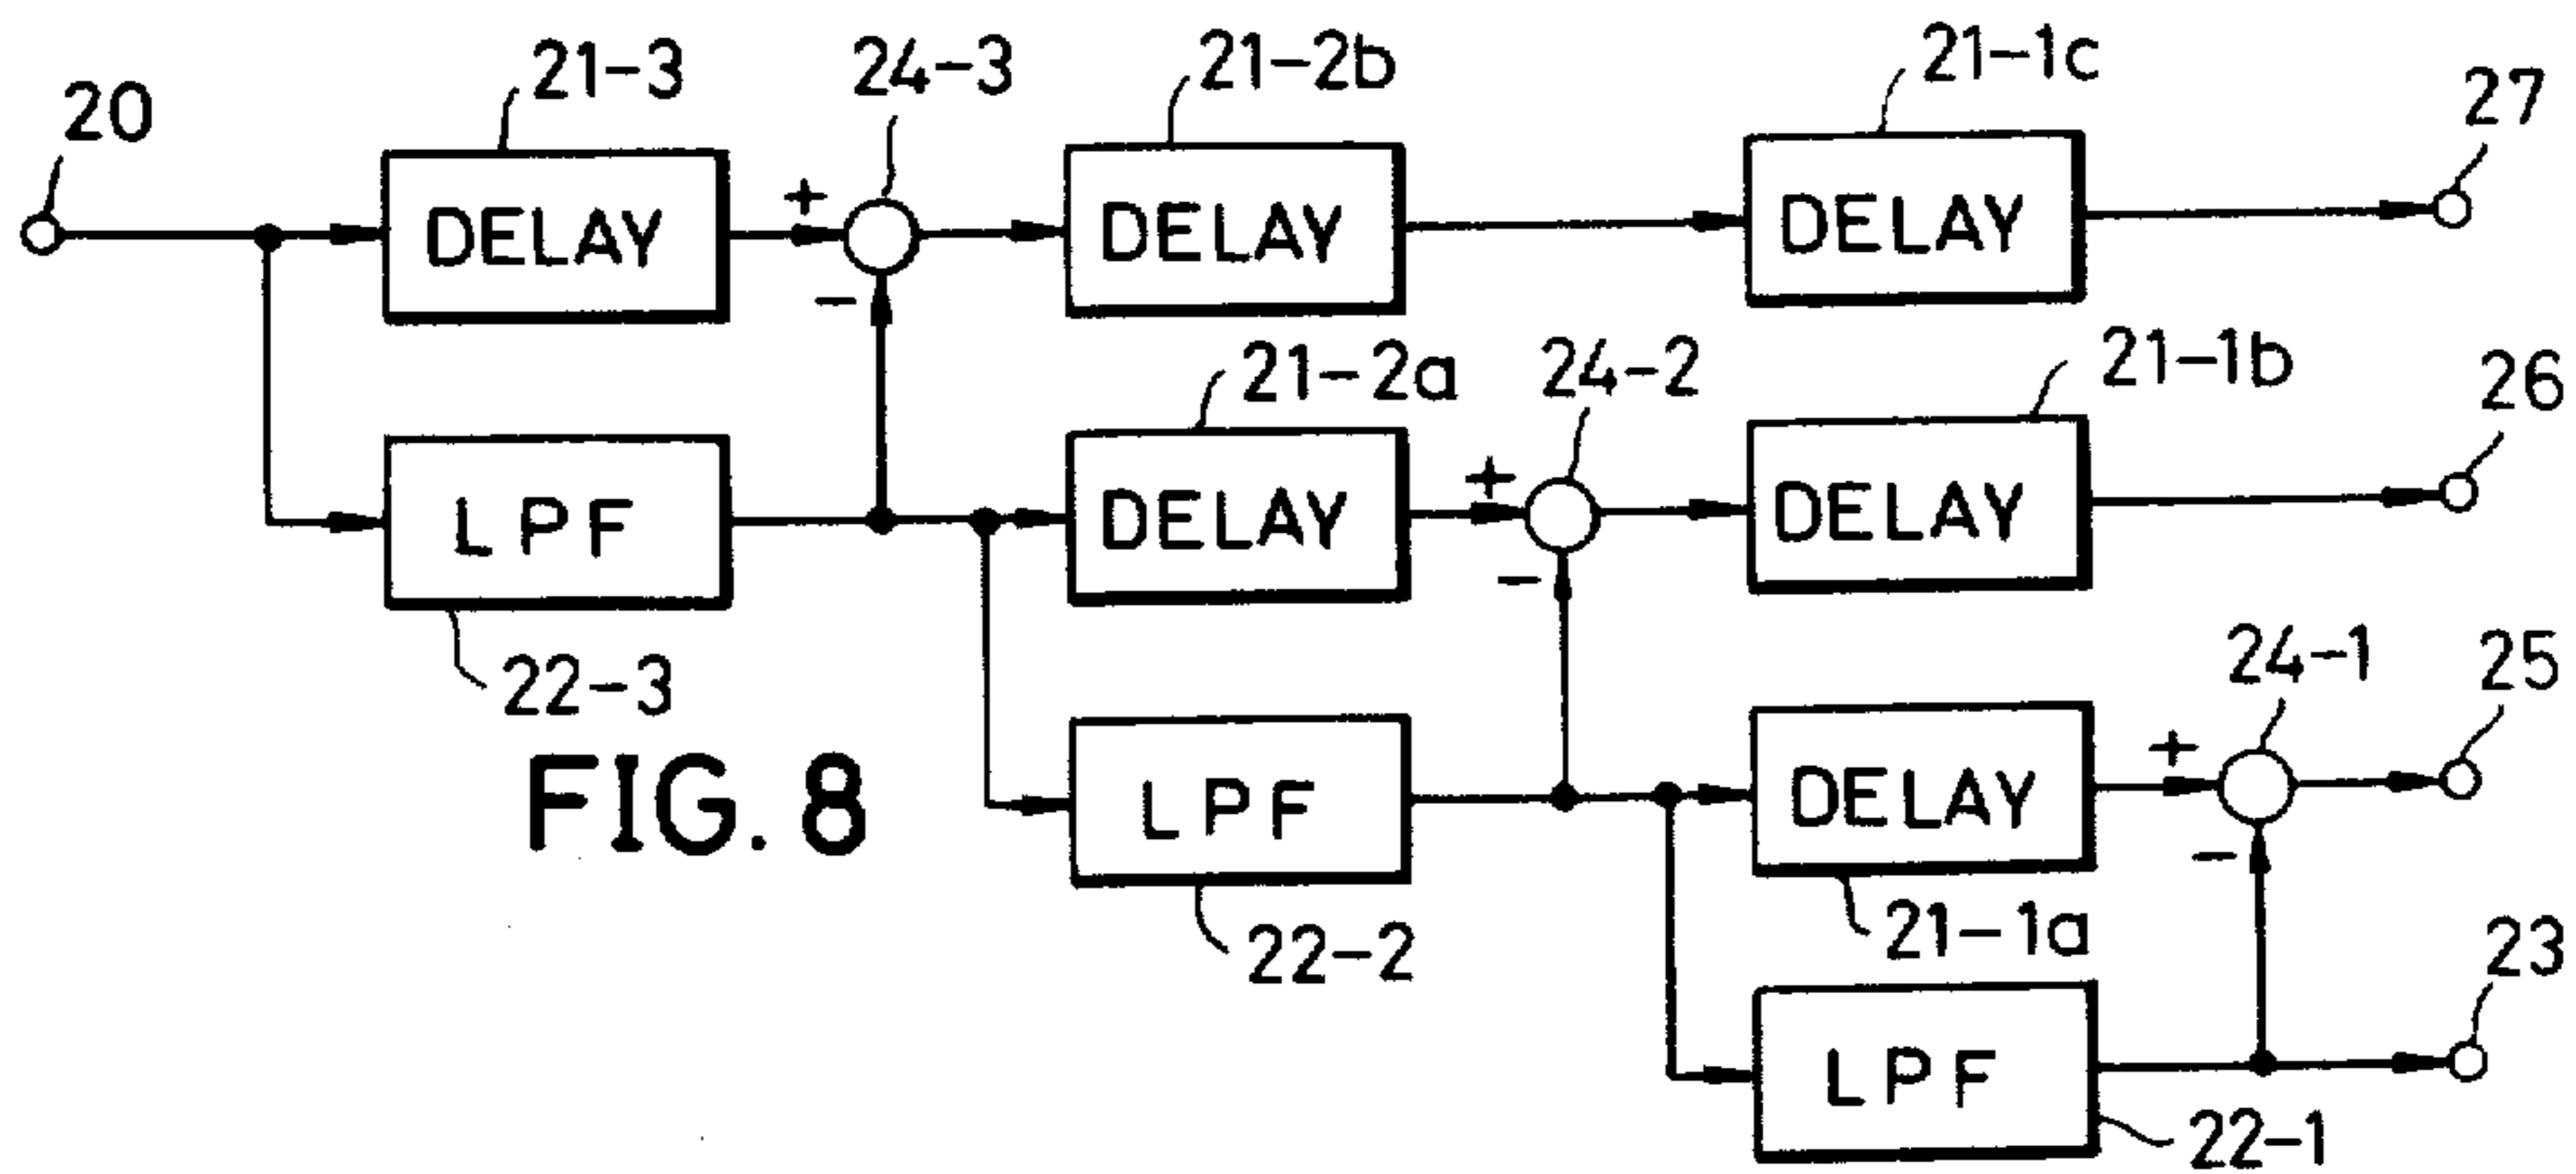 20
21-3
24-3
21-2b
21-1c
27
DELAY
+
-
DELAY
DELAY
21-2a
24-2
21-1b
26
LPF
DELAY
+
-
DELAY
22-3
24-1
25
FIG. 8
LPF
DELAY
+
-
22-2
21-1a
23
LPF
22-1